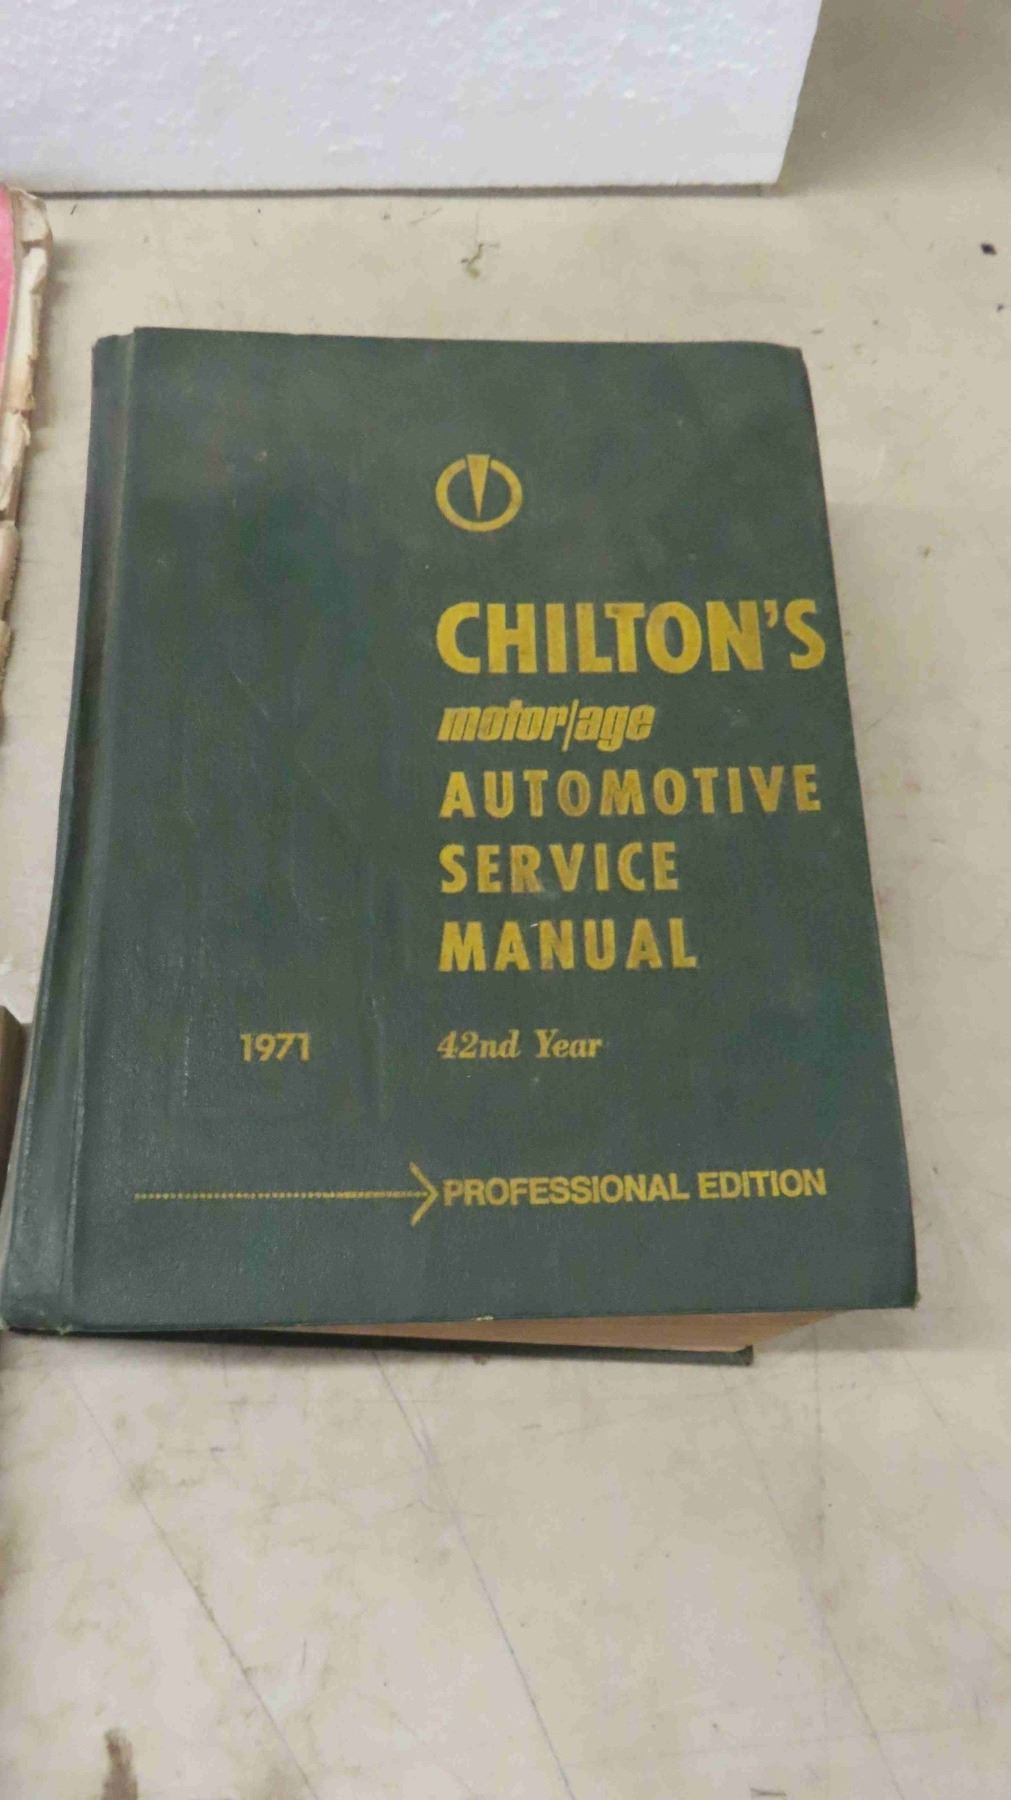 CHILTON'S
motor/age
AUTOMOTIVE
SERVICE
MANUAL
1971 42nd Year
PROFESSIONAL EDITION